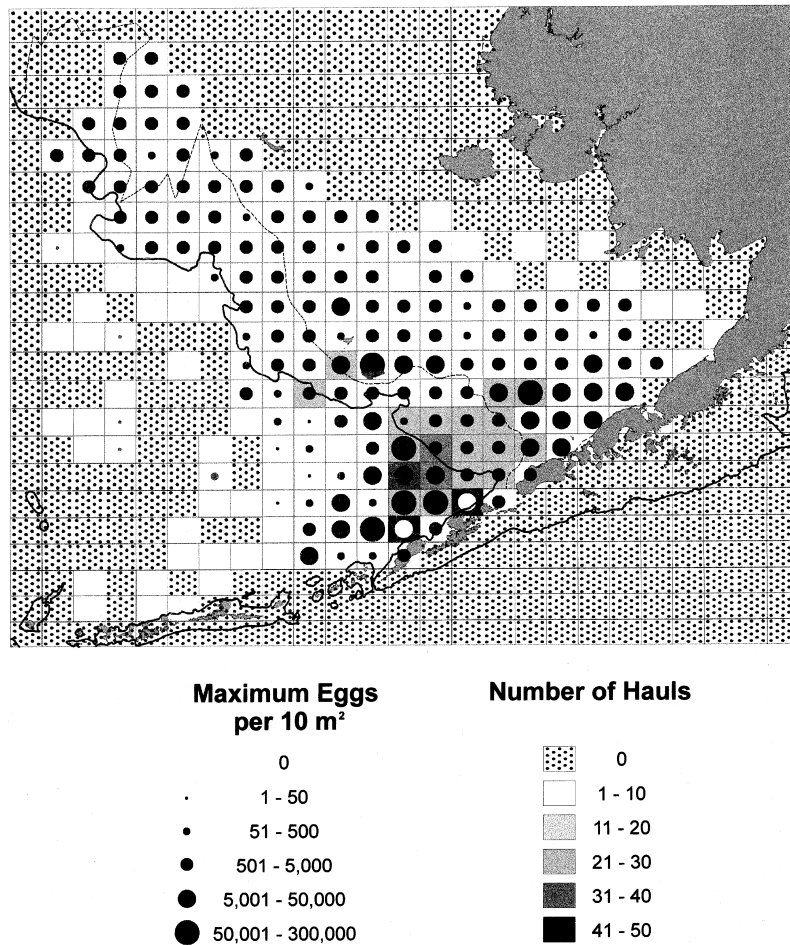 Maximum Eggs
per 10 m²
0
1 - 50
51 - 500
501 - 5,000
5,001 - 50,000
50,001 - 300,000
Number of Hauls
0
1 - 10
11 - 20
21 - 30
31 - 40
41 - 50